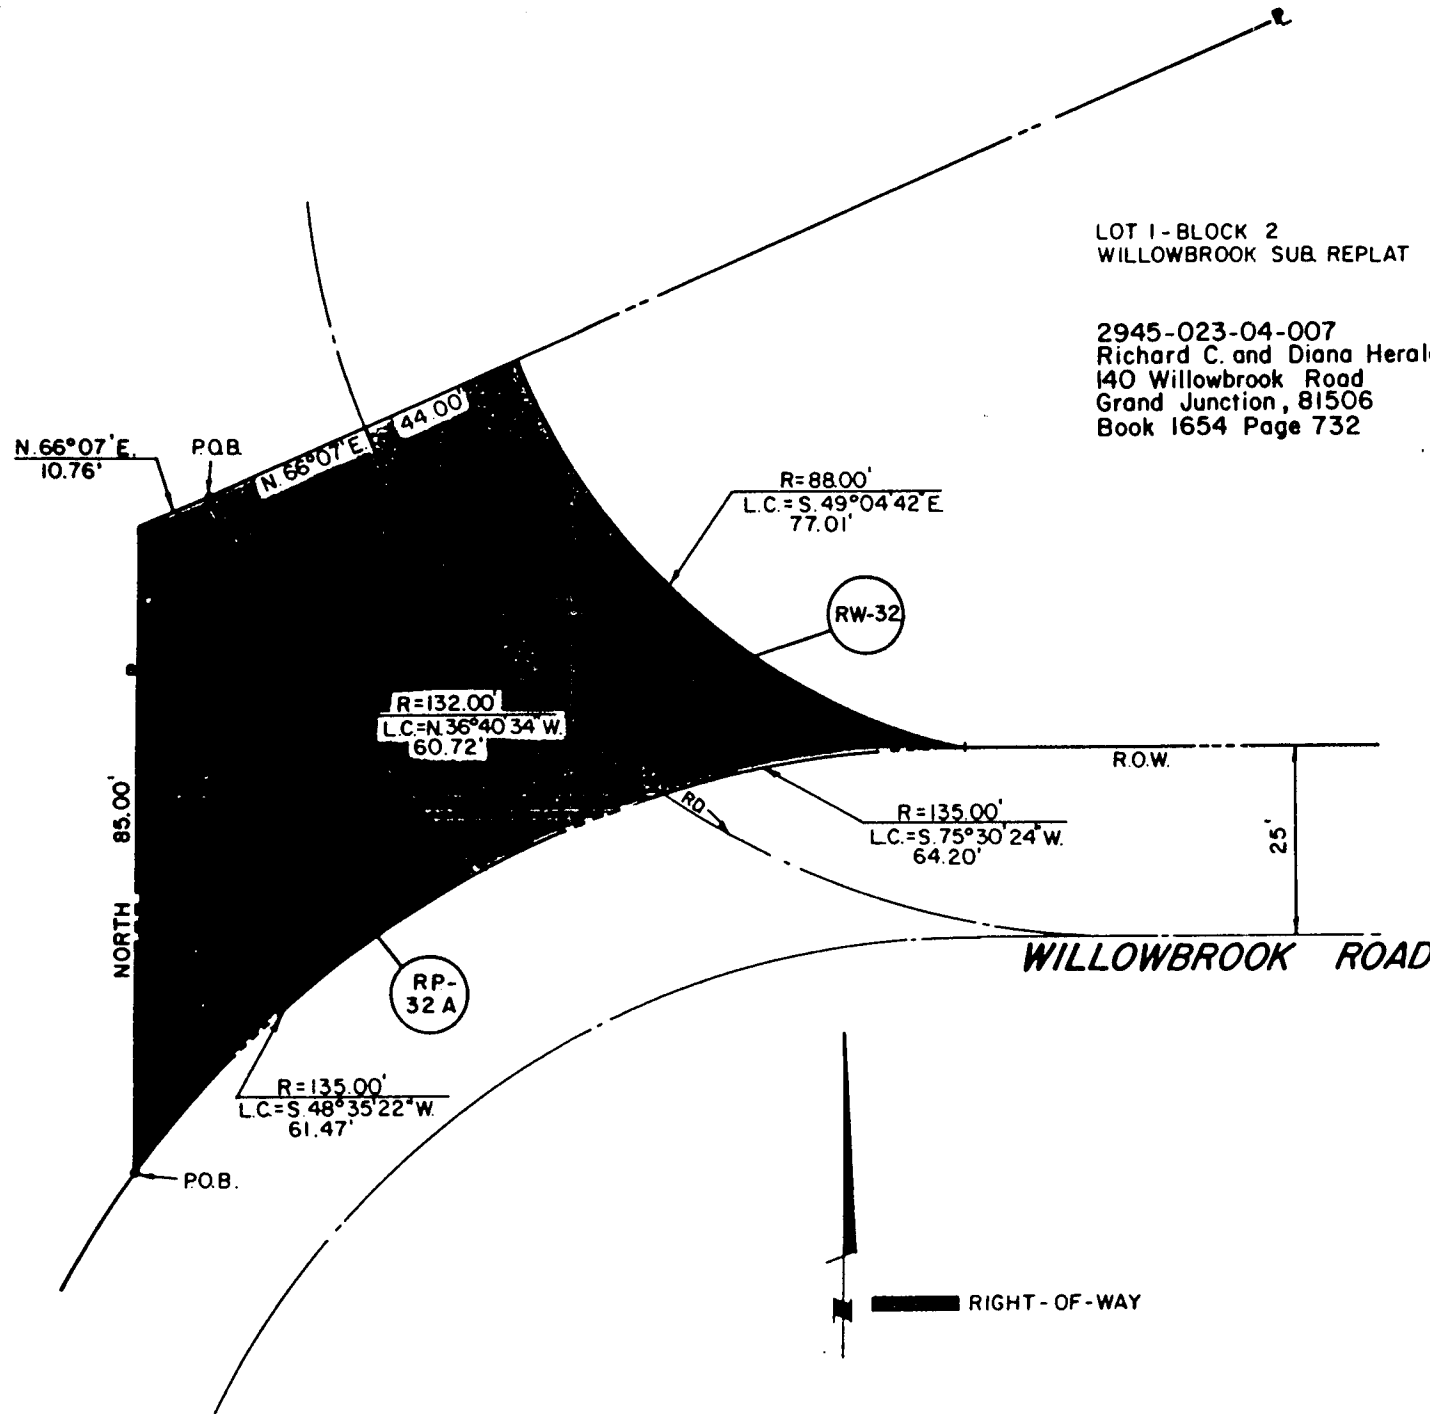 LOT 1-BLOCK 2
WILLOWBROOK SUB. REPLAT
2945-023-04-007
Richard C. and Diana
140 Willowbrook Road
Grand Junction, 81506
Book 1654 Page 732
N.66°07'E.
10.76'
P.O.B.
N. 66°07'E.
44.00'
R=88.00'
L.C.=S.49°04'42"E.
77.01'
RW-32
R=132.00'
L.C.=N.36°40'34"W.
60.72'
NORTH 85.00'
R.O.W.
R=135.00'
L.C.=S.75°30'24"W.
64.20'
25'
WILLOWBROOK ROAD
RP-
32 A
R=135.00'
L.C.=S.48°35'22"W.
61.47'
P.O.B.
RIGHT-OF-WAY